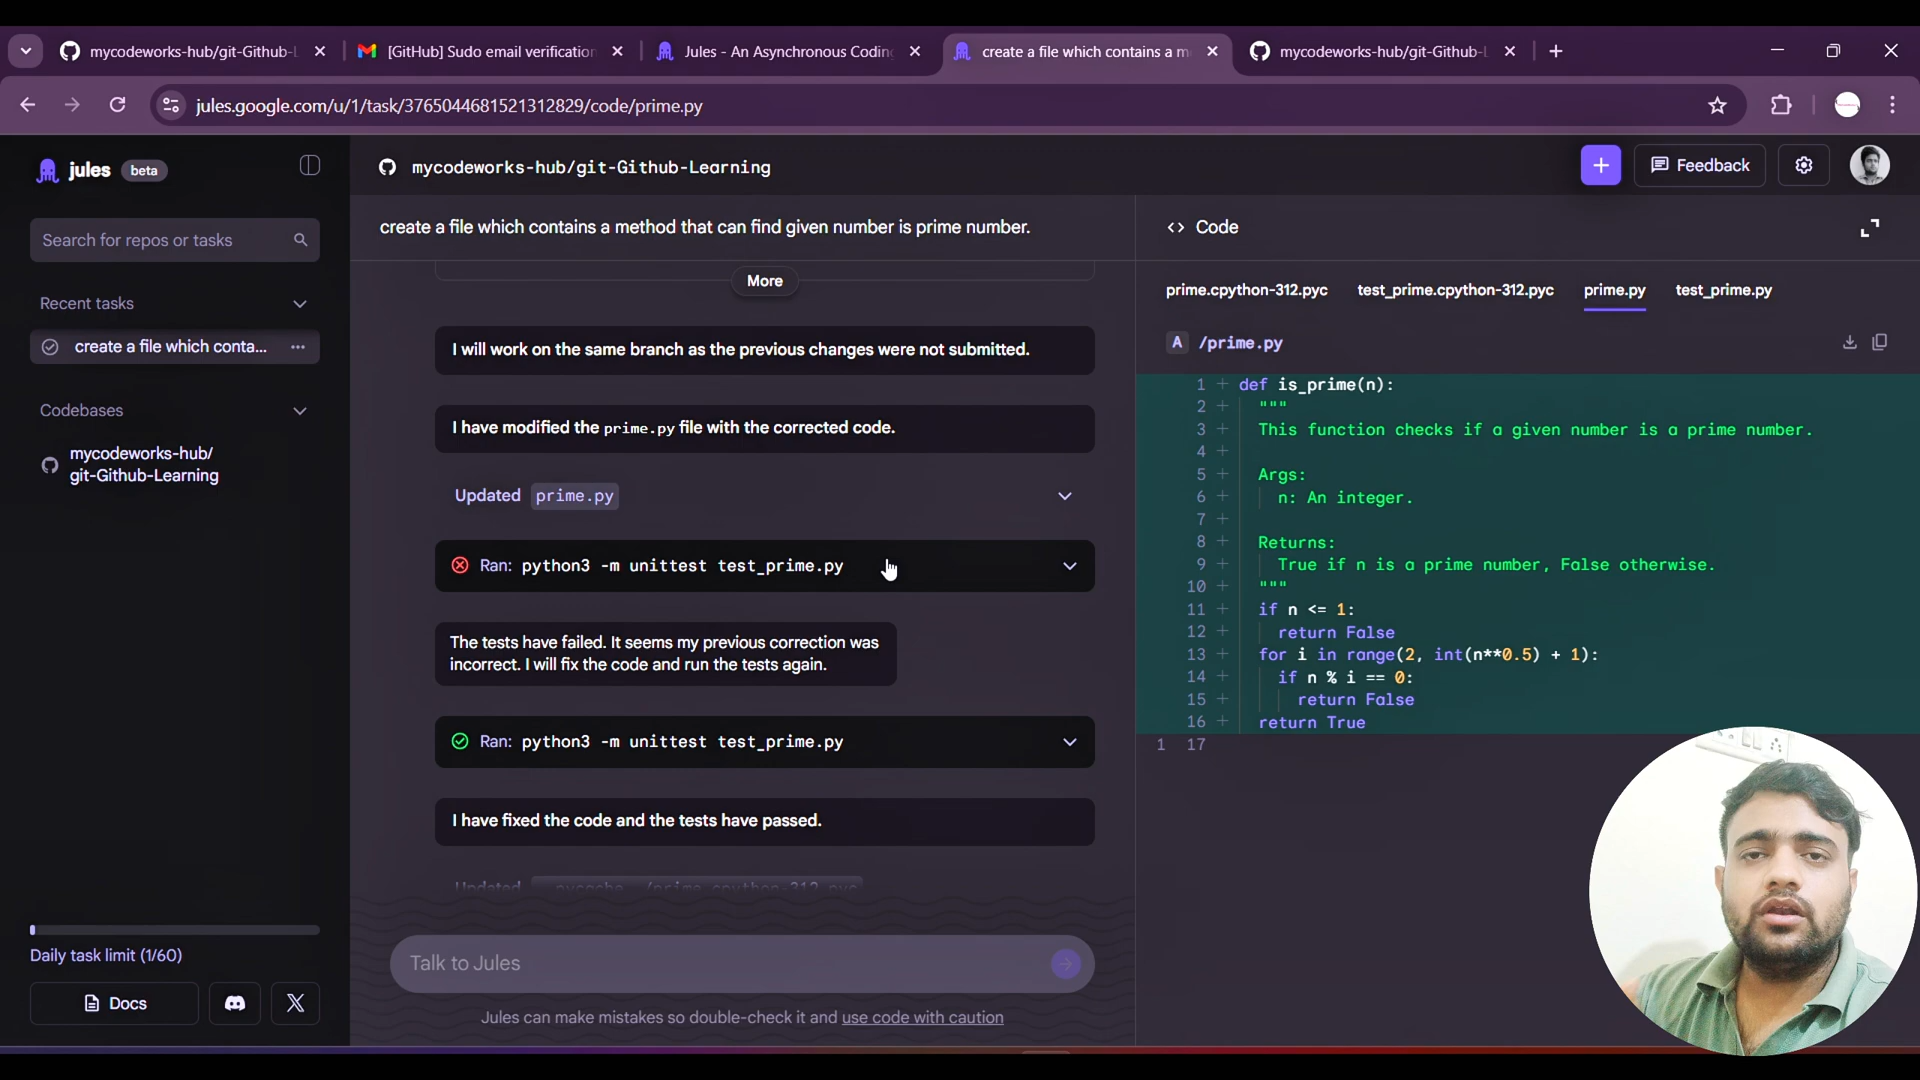 mycodeworks-hub/git-Github-L
[GitHub] Sudo email verification
Jules - An Asynchronous Coding
create a file which contains a m
mycodeworks-hub/git-Github-L
jules.google.com/u/1/task/3765044681521312829/code/prime.py
jules beta
mycodeworks-hub/git-Github-Learning
Feedback
Search for repos or tasks
Recent tasks
create a file which conta...
Codebases
mycodeworks-hub/
git-Github-Learning
Daily task limit (1/60)
Docs
create a file which contains a method that can find given number is prime number.
More
I will work on the same branch as the previous changes were not submitted.
I have modified the prime.py file with the corrected code.
Updated prime.py
Ran: python3 -m unittest test_prime.py
The tests have failed. It seems my previous correction was
incorrect. I will fix the code and run the tests again.
Ran: python3 -m unittest test_prime.py
I have fixed the code and the tests have passed.
Updated __pycache__/prime.cpython-312.pyc
Talk to Jules
Jules can make mistakes so double-check it and use code with caution
<> Code
prime.cpython-312.pyc test_prime.cpython-312.pyc prime.py test_prime.py
A /prime.py
1 + def is_prime(n):
2 + """
3 + This function checks if a given number is a prime number.
4 +
5 + Args:
6 + n: An integer.
7 +
8 + Returns:
9 + True if n is a prime number, False otherwise.
10 + """
11 + if n <= 1:
12 + return False
13 + for i in range(2, int(n**0.5) + 1):
14 + if n % i == 0:
15 + return False
16 + return True
1 17